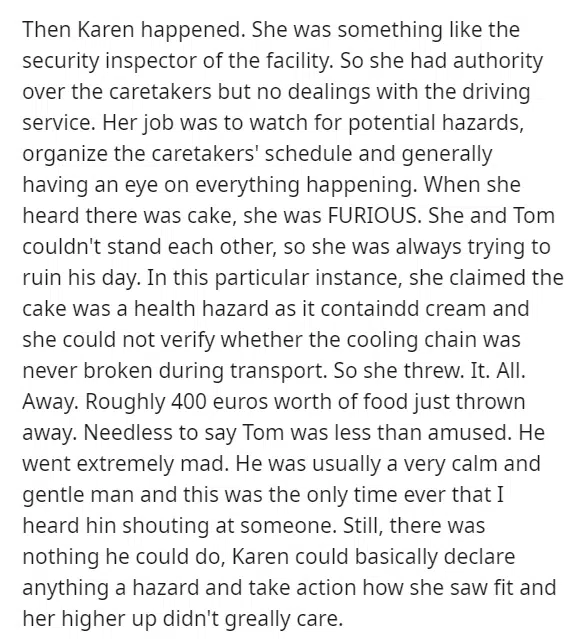 Then Karen happened. She was something like the
security inspector of the facility. So she had authority
over the caretakers but no dealings with the driving
service. Her job was to watch for potential hazards,
organize the caretakers' schedule and generally
having an eye on everything happening. When she
heard there was cake, she was FURIOUS. She and Tom
couldn't stand each other, so she was always trying to
ruin his day. In this particular instance, she claimed the
cake was a health hazard as it containdd cream and
she could not verify whether the cooling chain was
never broken during transport. So she threw. It. All.
Away. Roughly 400 euros worth of food just thrown
away. Needless to say Tom was less than amused. He
went extremely mad. He was usually a very calm and
gentle man and this was the only time ever that I
heard hin shouting at someone. Still, there was
nothing he could do, Karen could basically declare
anything a hazard and take action how she saw fit and
her higher up didn't greally care.